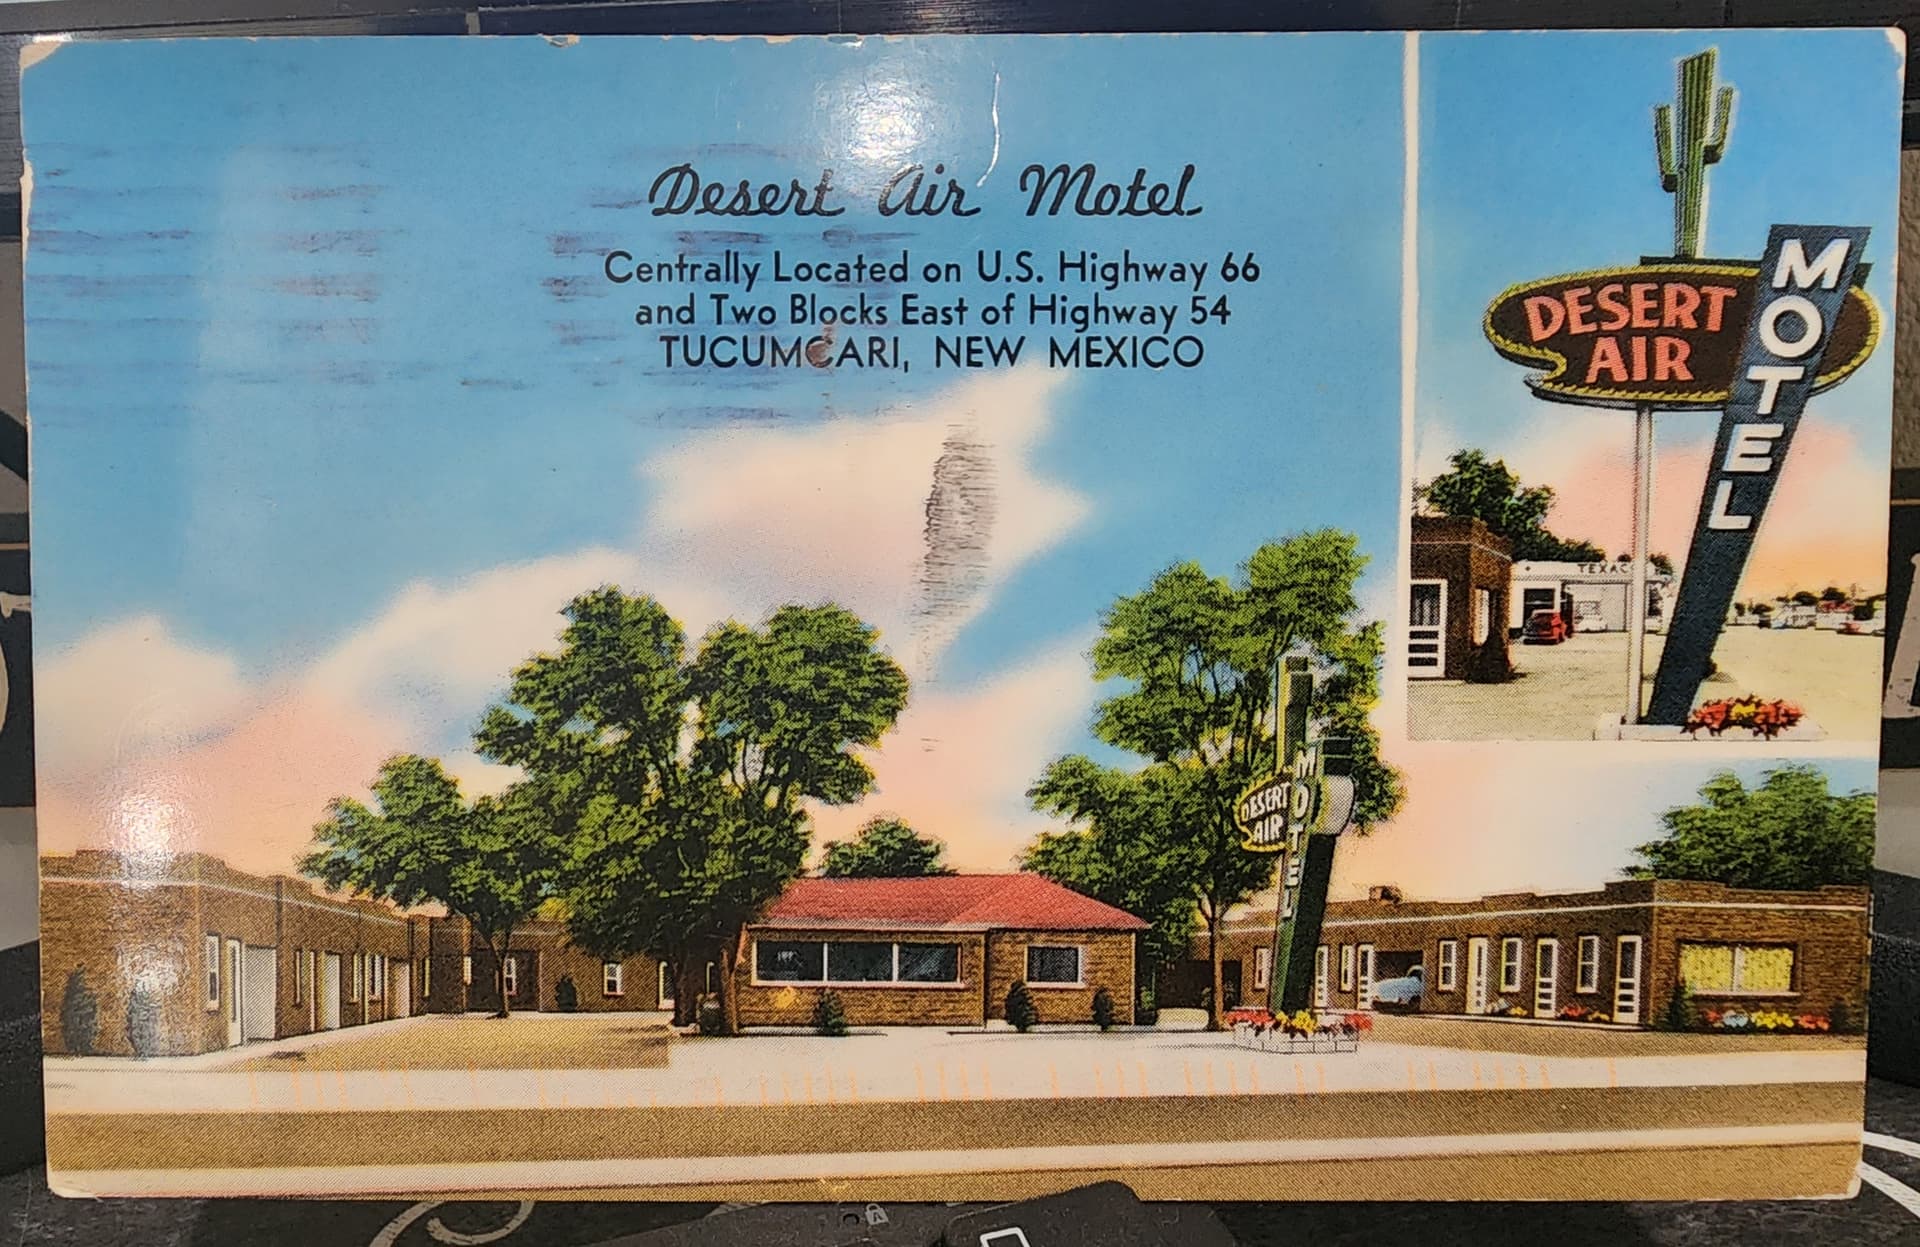 Desert Air Motel
Centrally Located on U.S. Highway 66
and Two Blocks East of Highway 54
TUCUMCARI, NEW MEXICO
DESERT
AIR
MOTEL
TEXAC
DESERT
AIR
MOTEL